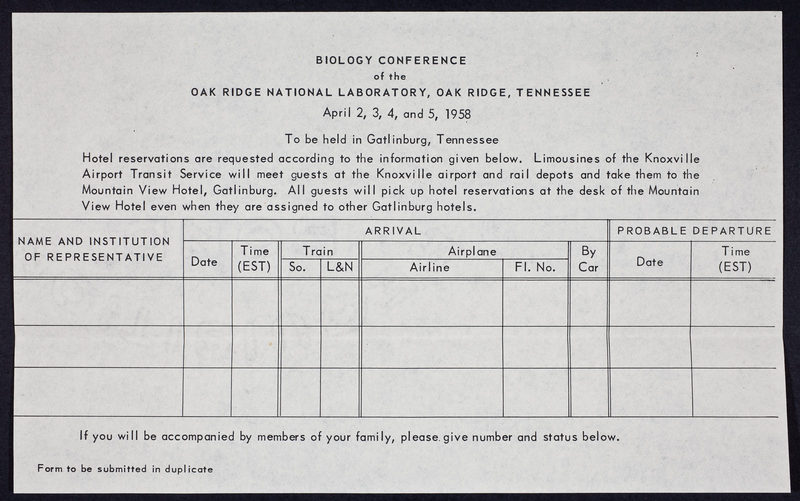 BIOLOGY CONFERENCE
of the
OAK RIDGE NATIONAL LABORATORY, OAK RIDGE, TENNESSEE
April 2, 3, 4, and 5, 1958
To be held in Gatlinburg, Tennessee
Hotel reservations are requested according to the information given below. Limousines of the Knoxville
Airport Transit Service will meet guests at the Knoxville airport and rail depots and take them to the
Mountain View Hotel, Gatlinburg. All guests will pick up hotel reservations at the desk of the Mountain
View Hotel even when they are assigned to other Gatlinburg hotels.
NAME AND INSTITUTION
OF REPRESENTATIVE
ARRIVAL
Date
Time
(EST)
Train
So.
L&N
Airplane
Airline
Fl. No.
By
Car
PROBABLE DEPARTURE
Date
Time
(EST)
If you will be accompanied by members of your family, please give number and status below.
Form to be submitted in duplicate